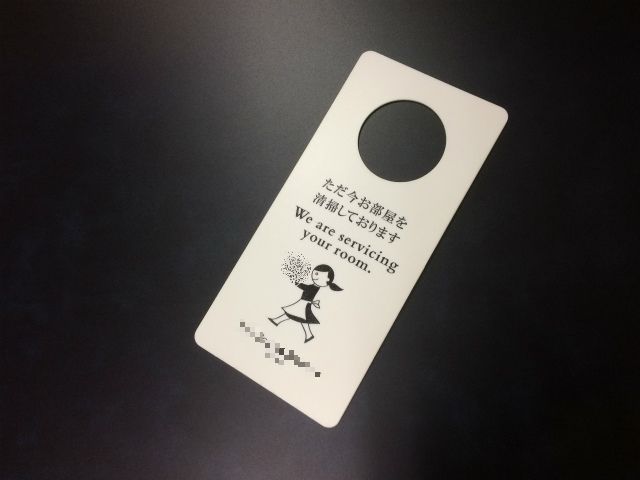 ただ今お部屋を
清掃しております
We are servicing
your room.